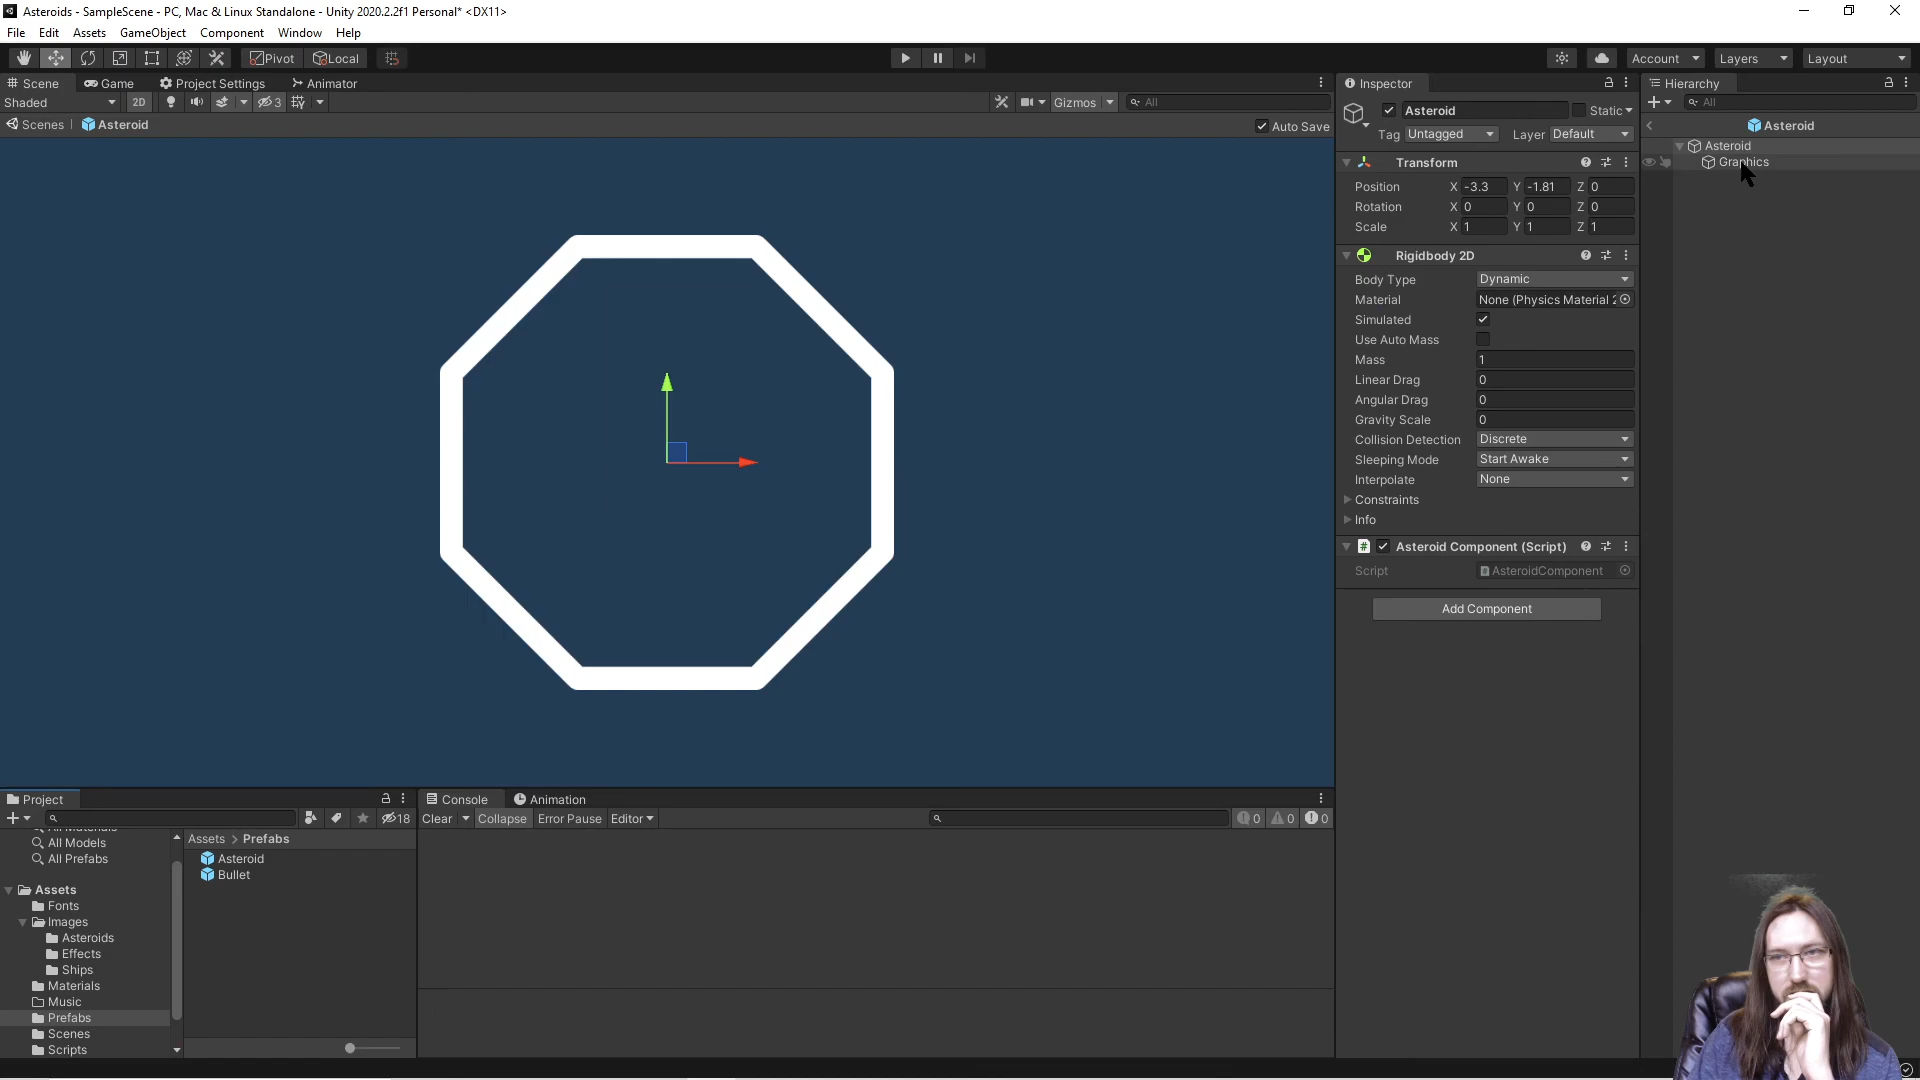 Asteroids - SampleScene - PC, Mac & Linux Standalone - Unity 2020.2.2f1 Personal* <DX11>
File Edit Assets GameObject Component Window Help
Pivot Local Account Layers Layout
Scene Game Project Settings Animator
Shaded 2D 3 Gizmos All
Scenes Asteroid Auto Save
Inspector
Asteroid Static
Tag Untagged Layer Default
Transform
Position X -3.3 Y -1.81 Z 0
Rotation X 0 Y 0 Z 0
Scale X 1 Y 1 Z 1
Rigidbody 2D
Body Type Dynamic
Material None (Physics Material 2
Simulated
Use Auto Mass
Mass 1
Linear Drag 0
Angular Drag 0
Gravity Scale 0
Collision Detection Discrete
Sleeping Mode Start Awake
Interpolate None
Constraints
Info
Asteroid Component (Script)
Script AsteroidComponent
Add Component
Hierarchy
All
Asteroid
Asteroid
Graphics
Project
18
All Models
All Prefabs
Assets
Fonts
Images
Asteroids
Effects
Ships
Materials
Music
Prefabs
Scenes
Scripts
Assets > Prefabs
Asteroid
Bullet
Console Animation
Clear Collapse Error Pause Editor 0 0 0